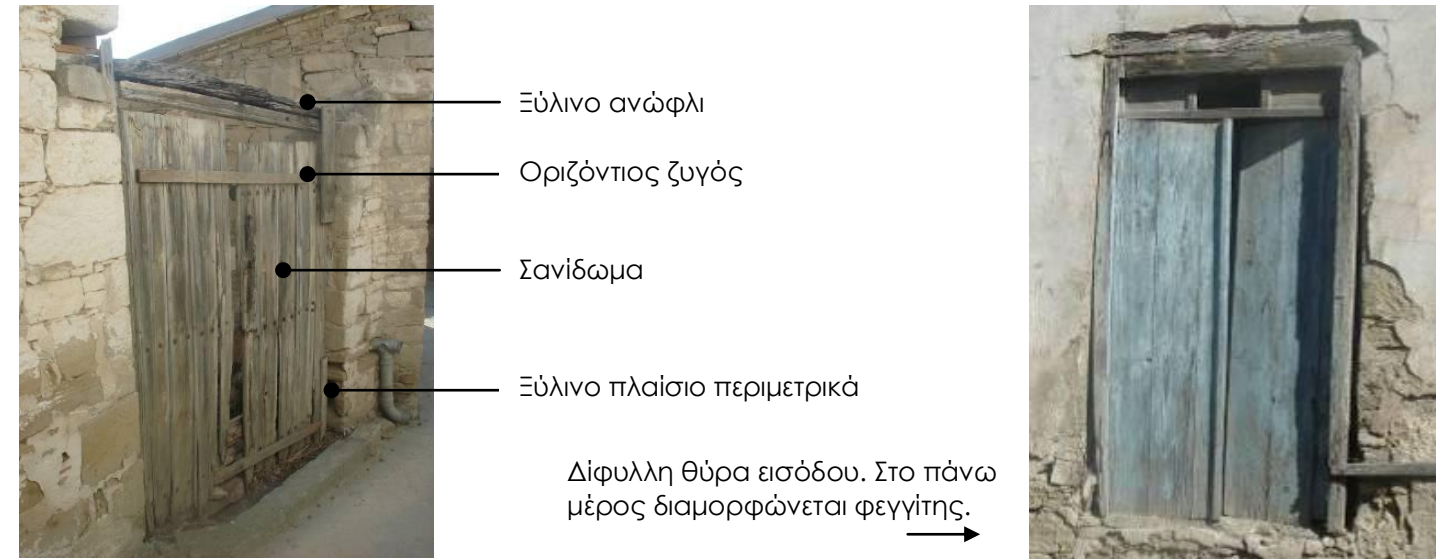 Ξύλινο ανώφλι
Οριζόντιος ζυγός
Σανίδωμα
Ξύλινο πλαίσιο περιμετρικά
Δίφυλλη θύρα εισόδου. Στο πάνω
μέρος διαμορφώνεται φεγγίτης.